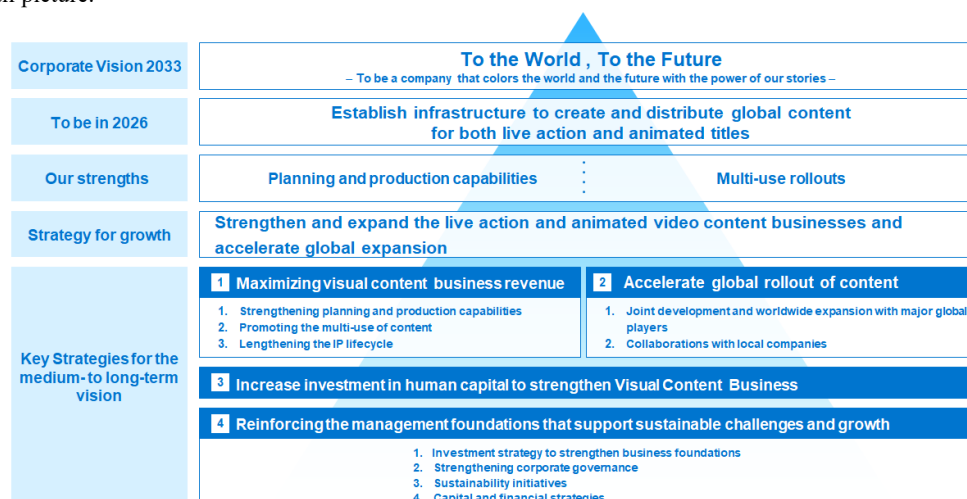 picture.
Corporate Vision 2033
To the World , To the Future
– To be a company that colors the world and the future with the power of our stories –
To be in 2026
Establish infrastructure to create and distribute global content
for both live action and animated titles
Our strengths
Planning and production capabilities
Multi-use rollouts
Strategy for growth
Strengthen and expand the live action and animated video content businesses and
accelerate global expansion
Key Strategies for the
medium- to long-term
vision
1 Maximizing visual content business revenue
1. Strengthening planning and production capabilities
2. Promoting the multi-use of content
3. Lengthening the IP lifecycle
2 Accelerate global rollout of content
1. Joint development and worldwide expansion with major global
players
2. Collaborations with local companies
3 Increase investment in human capital to strengthen Visual Content Business
4 Reinforcing the management foundations that support sustainable challenges and growth
1. Investment strategy to strengthen business foundations
2. Strengthening corporate governance
3. Sustainability initiatives
4. Capital and financial strategies